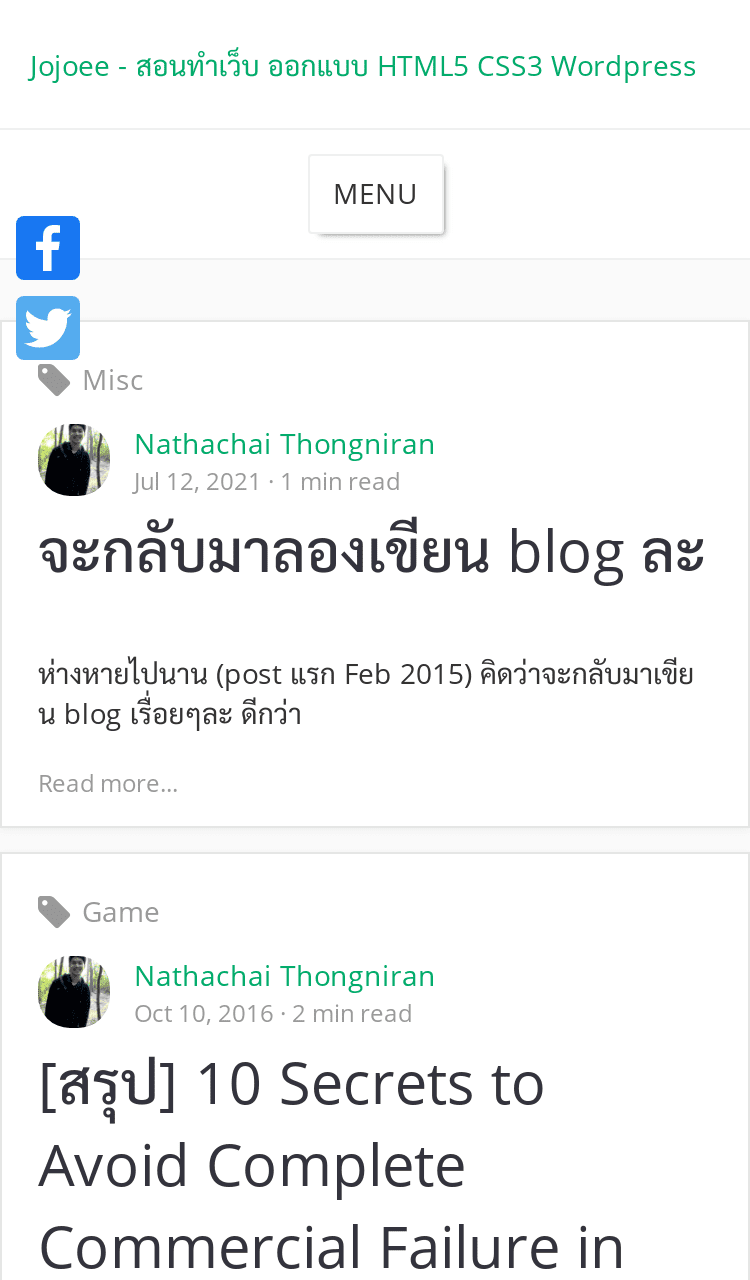 Jojoee - สอนทำเว็บ ออกแบบ HTML5 CSS3 Wordpress
MENU
Misc
Nathachai Thongniran
Jul 12, 2021 · 1 min read
จะกลับมาลองเขียน blog ละ
ห่างหายไปนาน (post แรก Feb 2015) คิดว่าจะกลับมาเขีย
น blog เรื่อยๆละ ดีกว่า
Read more...
Game
Nathachai Thongniran
Oct 10, 2016 · 2 min read
[สรุป] 10 Secrets to
Avoid Complete
Commercial Failure in